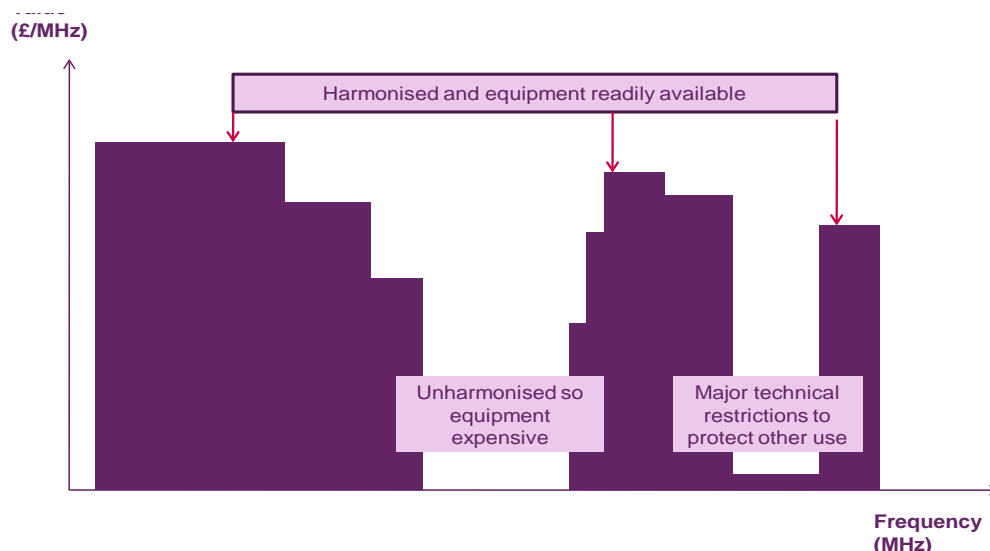 Value
(£/MHz)
Harmonised and equipment readily available
Unharmonised so
equipment
expensive
Major technical
restrictions to
protect other use
Frequency
(MHz)